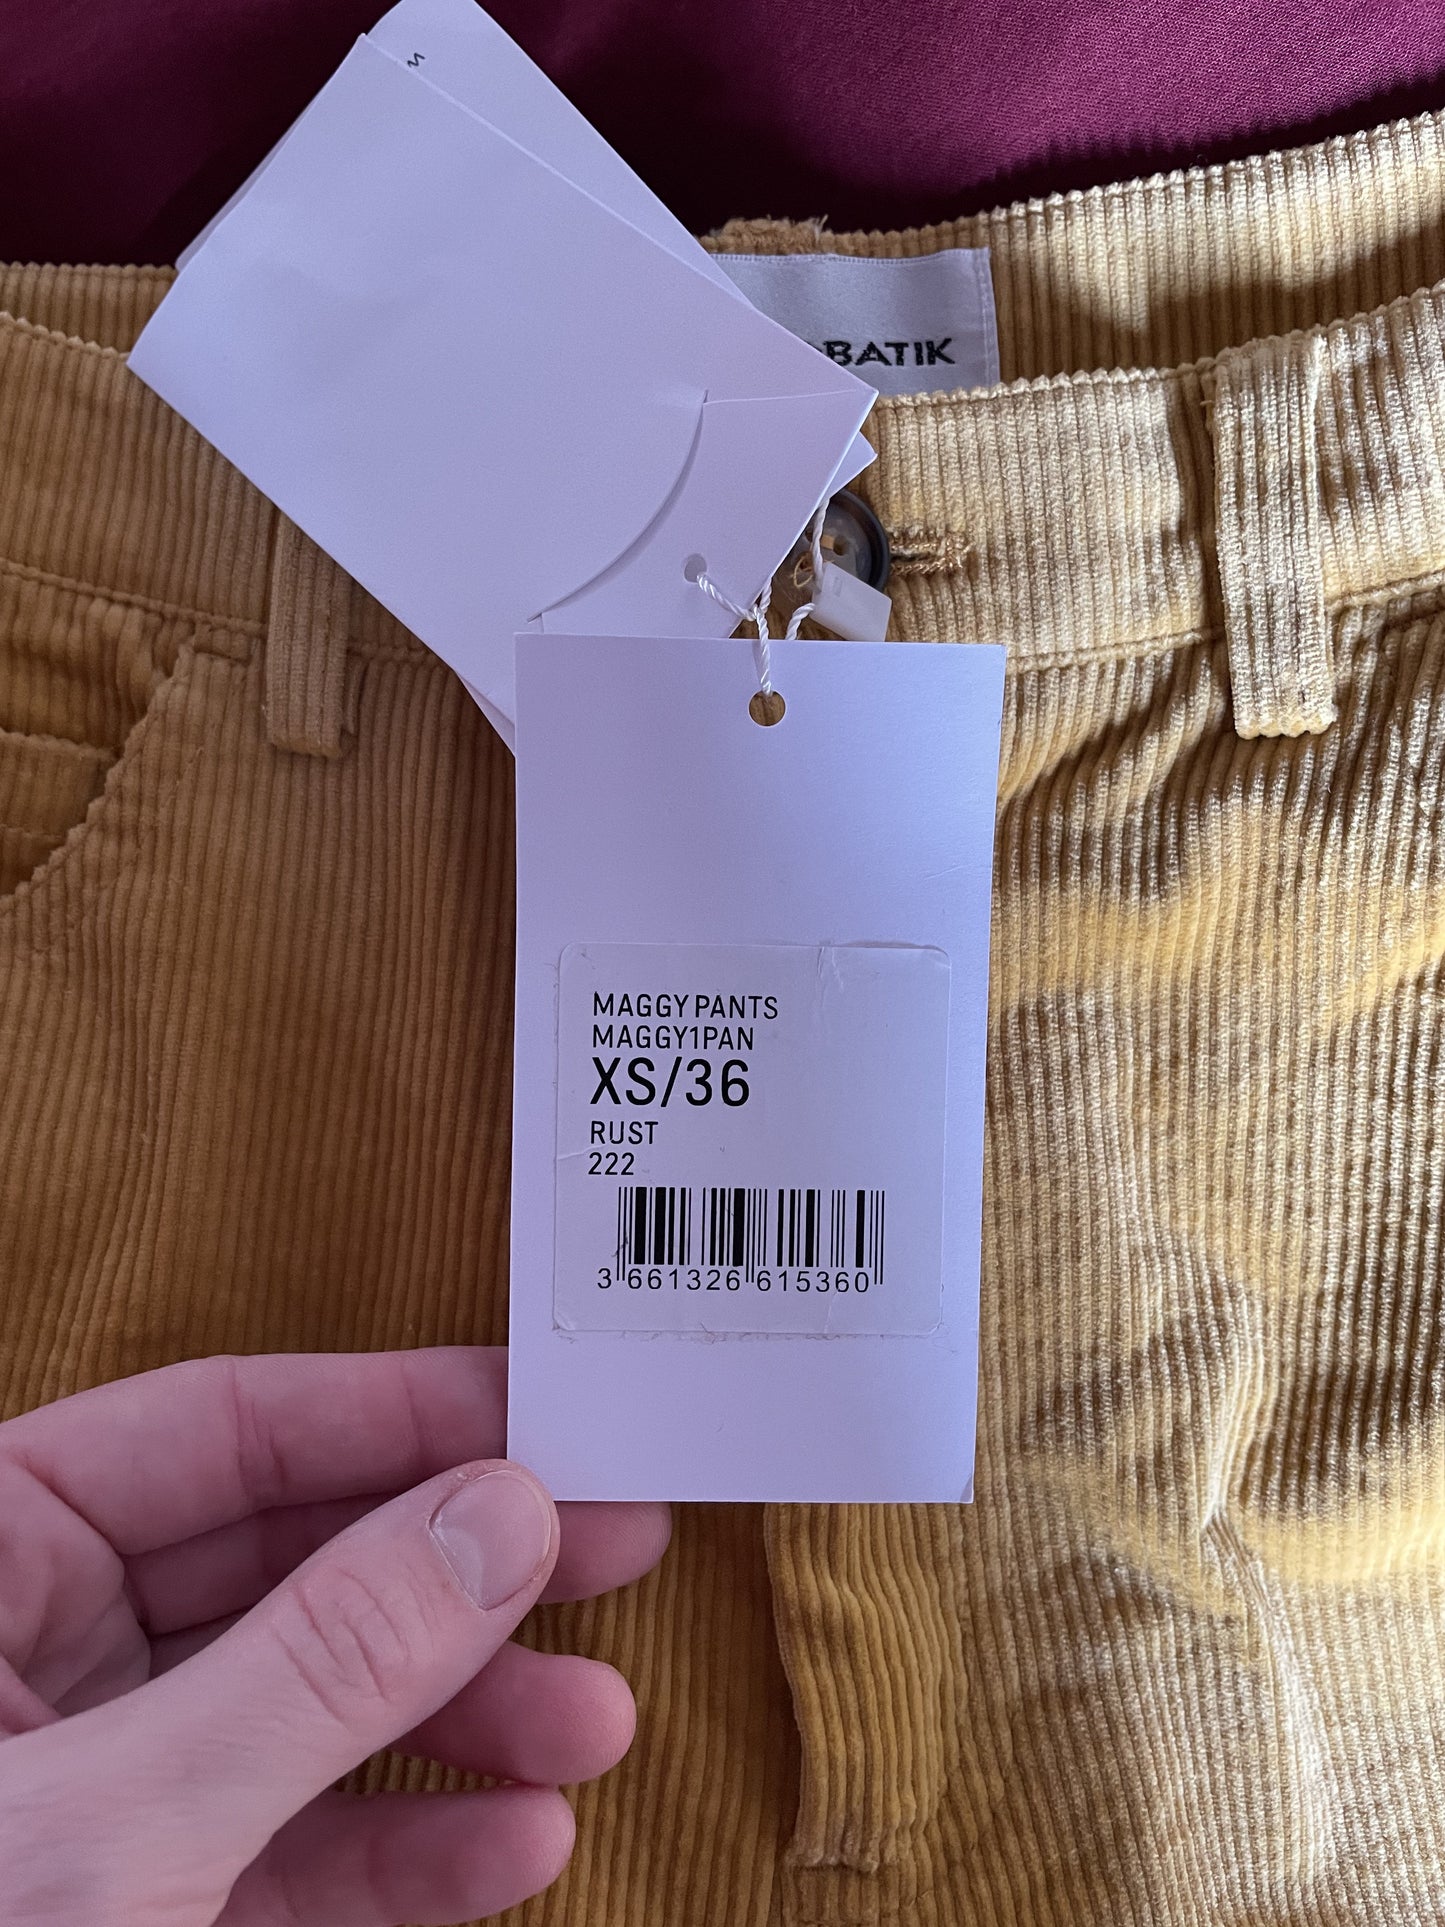 BATIK
MAGGY PANTS
MAGGY1PAN
XS/36
RUST
222
3 661326 615360